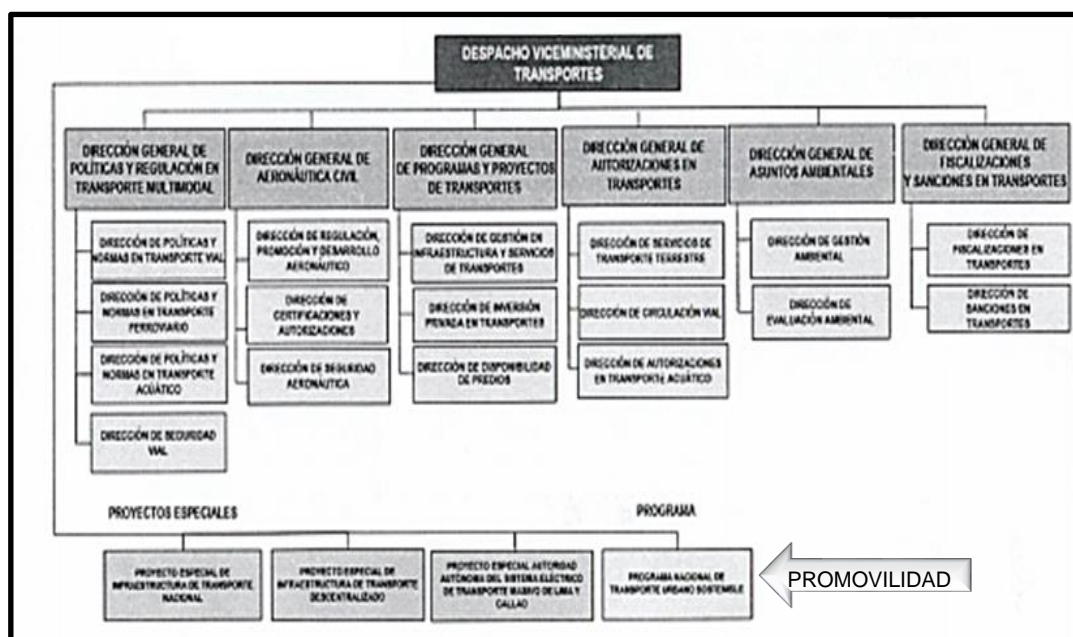 DESPACHO VICEMINISTERIAL DE
TRANSPORTES
DIRECCIÓN GENERAL DE
POLÍTICAS Y REGULACIÓN EN
TRANSPORTE MULTIMODAL
DIRECCIÓN DE POLÍTICAS Y
NORMAS EN TRANSPORTE VIAL
DIRECCIÓN DE POLÍTICAS Y
NORMAS EN TRANSPORTE
FERROVIARIO
DIRECCIÓN DE POLÍTICAS Y
NORMAS EN TRANSPORTE
ACUÁTICO
DIRECCIÓN DE SEGURIDAD
VIAL
DIRECCIÓN GENERAL DE
AERONÁUTICA CIVIL
DIRECCIÓN DE REGULACIÓN,
PROMOCIÓN Y DESARROLLO
AERONÁUTICO
DIRECCIÓN DE
CERTIFICACIONES Y
AUTORIZACIONES
DIRECCIÓN DE SEGURIDAD
AERONÁUTICA
DIRECCIÓN GENERAL
DE PROGRAMAS Y PROYECTOS
DE TRANSPORTES
DIRECCIÓN DE GESTIÓN EN
INFRAESTRUCTURA Y SERVICIOS
DE TRANSPORTES
DIRECCIÓN DE INVERSIÓN
PRIVADA EN TRANSPORTES
DIRECCIÓN DE DISPONIBILIDAD
DE PREDIOS
DIRECCIÓN GENERAL DE
AUTORIZACIONES EN
TRANSPORTES
DIRECCIÓN DE SERVICIOS DE
TRANSPORTE TERRESTRE
DIRECCIÓN DE CIRCULACIÓN VIAL
DIRECCIÓN DE AUTORIZACIONES
EN TRANSPORTE ACUÁTICO
DIRECCIÓN GENERAL DE
ASUNTOS AMBIENTALES
DIRECCIÓN DE GESTIÓN
AMBIENTAL
DIRECCIÓN DE
EVALUACIÓN AMBIENTAL
DIRECCIÓN GENERAL DE
FISCALIZACIONES
Y SANCIONES EN TRANSPORTES
DIRECCIÓN DE
FISCALIZACIONES EN
TRANSPORTES
DIRECCIÓN DE
SANCIONES EN
TRANSPORTES
PROYECTOS ESPECIALES
PROGRAMA
PROYECTO ESPECIAL DE
INFRAESTRUCTURA DE TRANSPORTE
NACIONAL
PROYECTO ESPECIAL DE
INFRAESTRUCTURA DE TRANSPORTE
DESCENTRALIZADO
PROYECTO ESPECIAL AUTORIDAD
AUTÓNOMA DEL SISTEMA ELÉCTRICO
DE TRANSPORTE MASIVO DE LIMA Y
CALLAO
PROGRAMA NACIONAL DE
TRANSPORTE URBANO SOSTENIBLE
PROMOVILIDAD